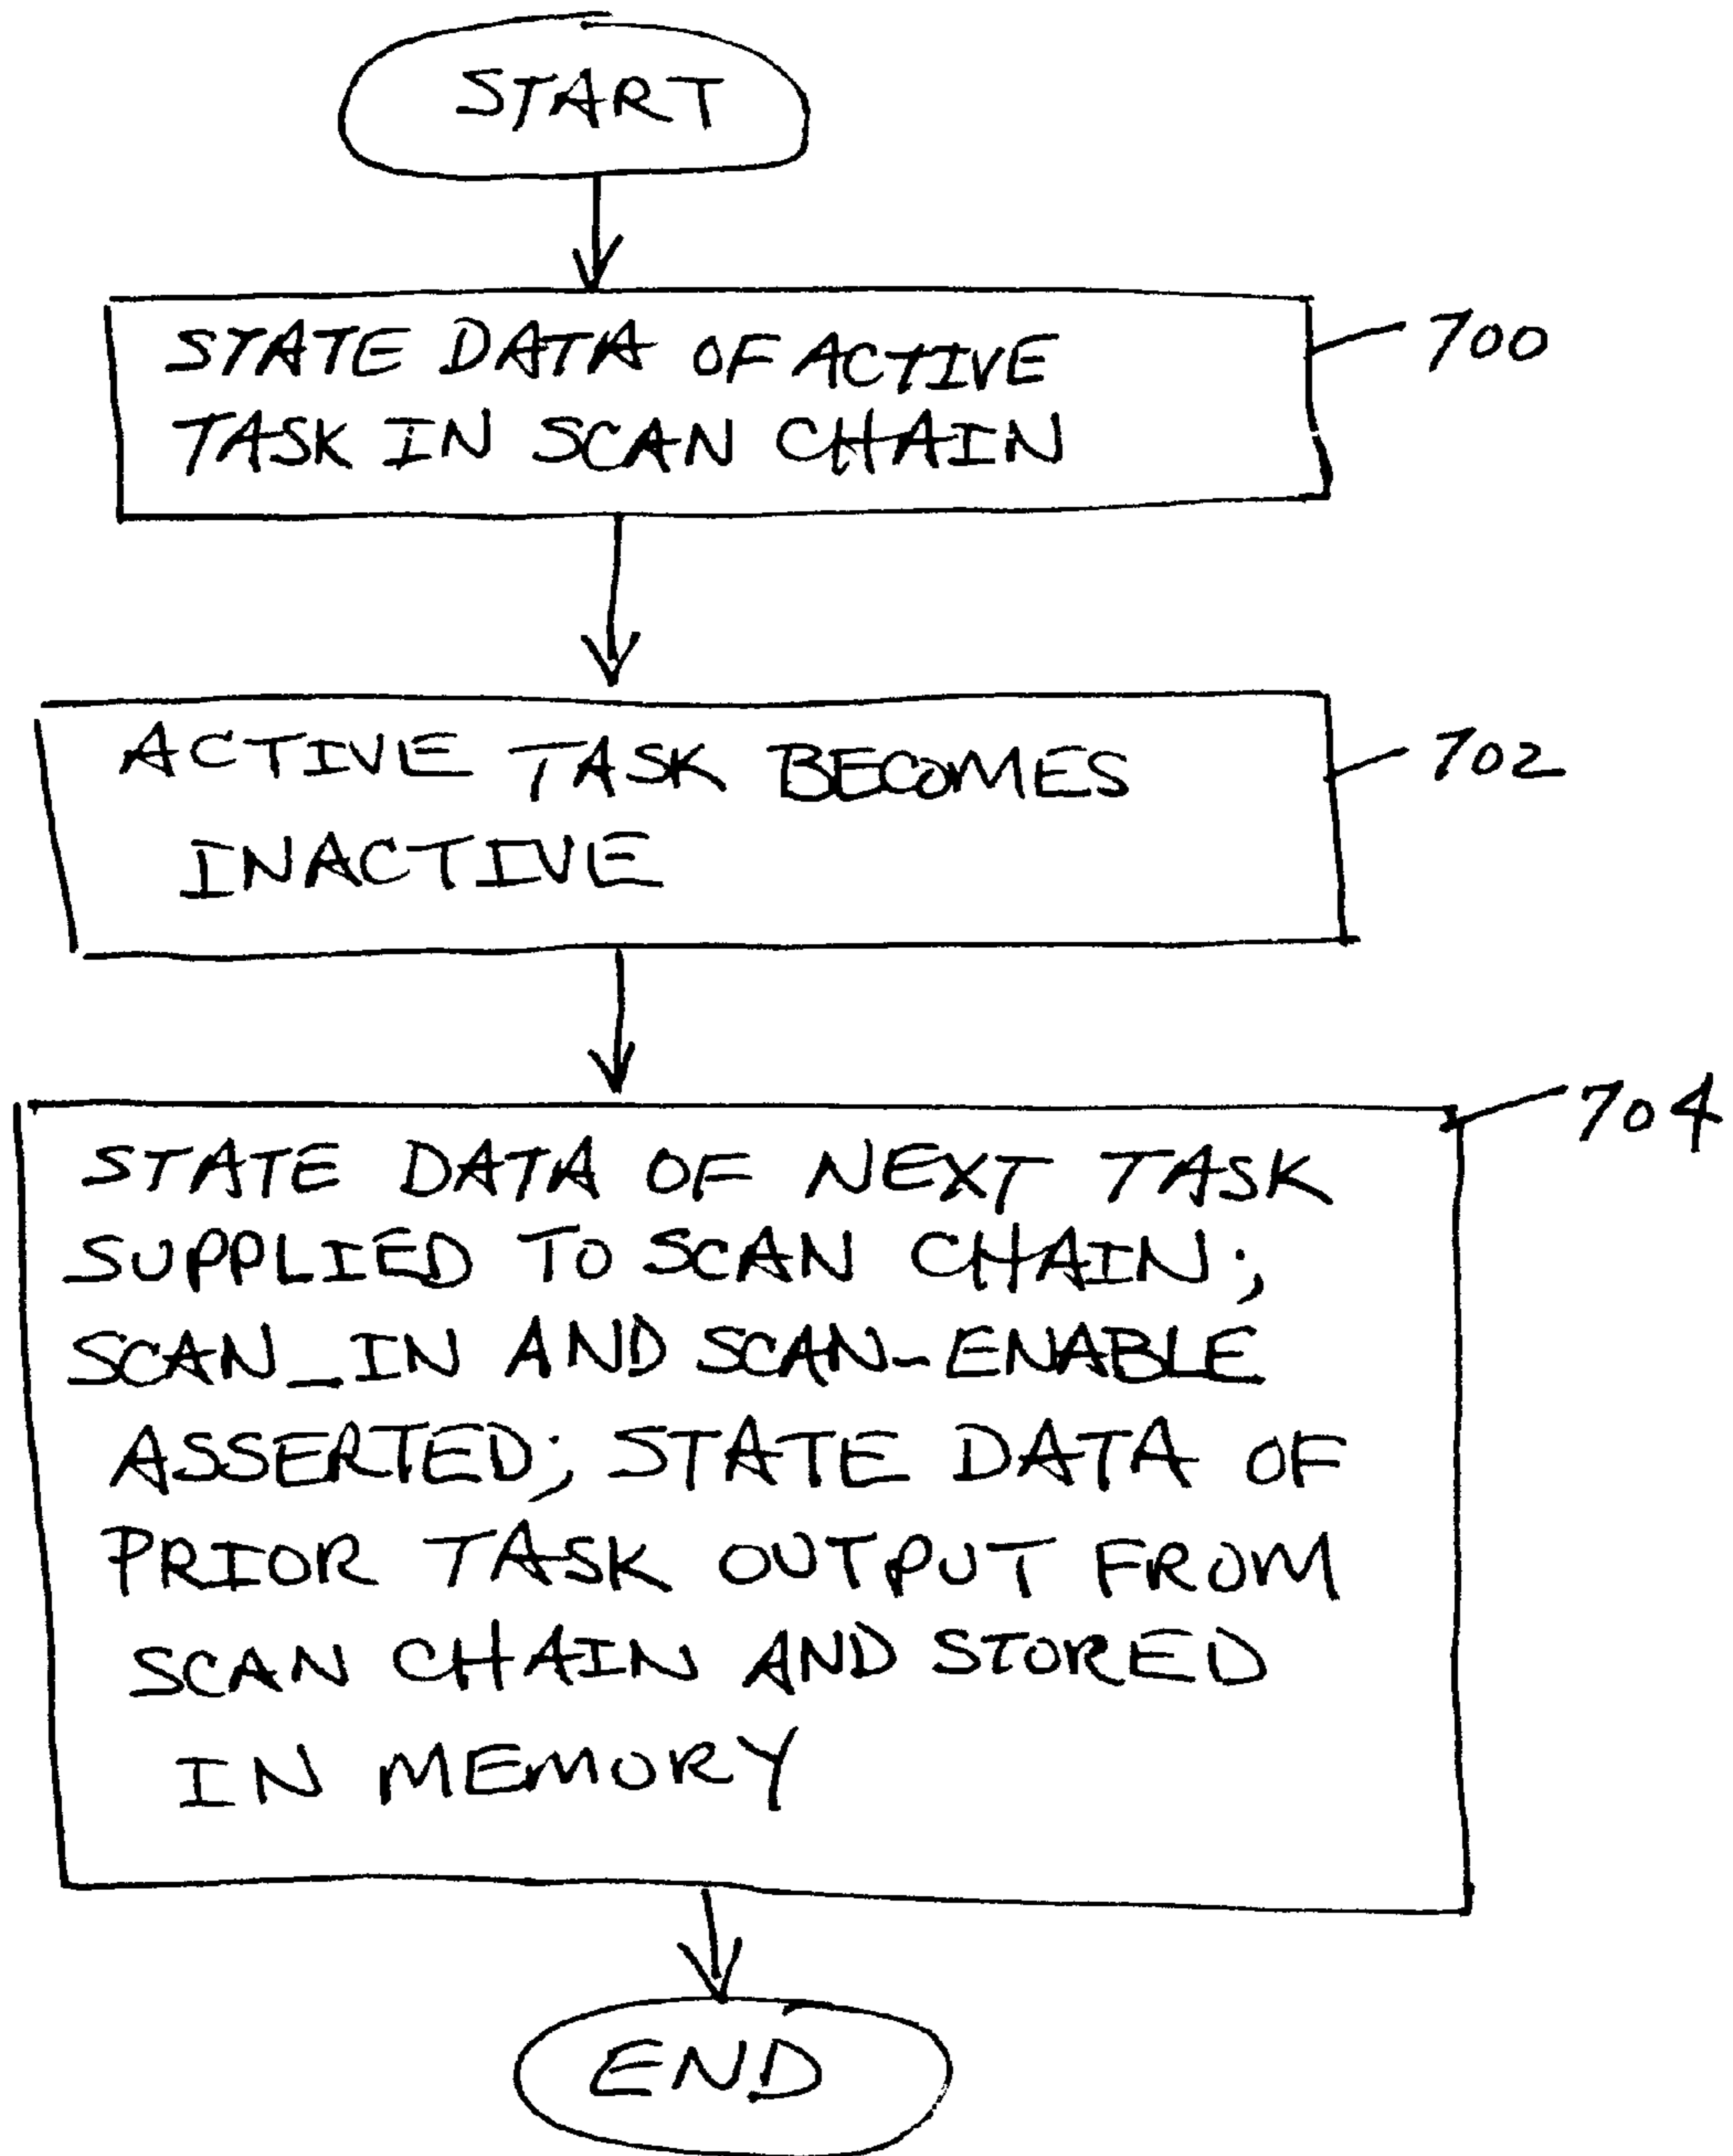 START
STATE DATA OF ACTIVE
700
TASK IN SCAN CHAIN
ACTIVE TASK BECOMES
702
INACTIVE
704
STATE DATA OF NEXT TASK
SUPPLIED TO SCAN CHAIN;
SCAN_IN AND SCAN-ENABLE
ASSERTED; STATE DATA OF
PRIOR TASK OUTPUT FROM
SCAN CHAIN AND STORED
IN MEMORY
END